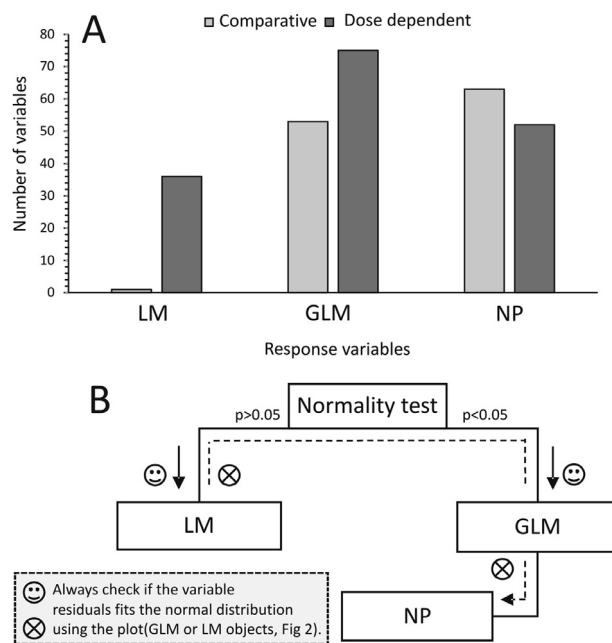 A
Comparative
Dose dependent
Number of variables
80
70
60
50
40
30
20
10
0
LM
GLM
NP
Response variables
B
p>0.05
Normality test
p<0.05
LM
GLM
NP
Always check if the variable
residuals fits the normal distribution
using the plot(GLM or LM objects, Fig 2).